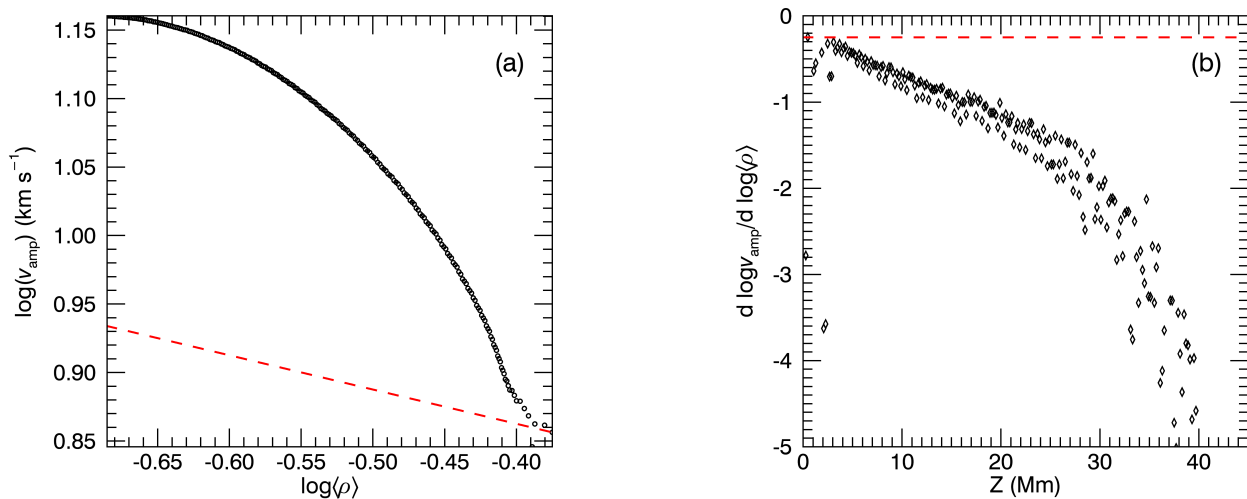 (a)
1.15
1.10
1.05
1.00
0.95
0.90
0.85
log(v_amp) (km s⁻¹)
-0.65 -0.60 -0.55 -0.50 -0.45 -0.40
log⟨ρ⟩
(b)
0
-1
-2
-3
-4
-5
d logv_amp/d log⟨ρ⟩
0 10 20 30 40
Z (Mm)